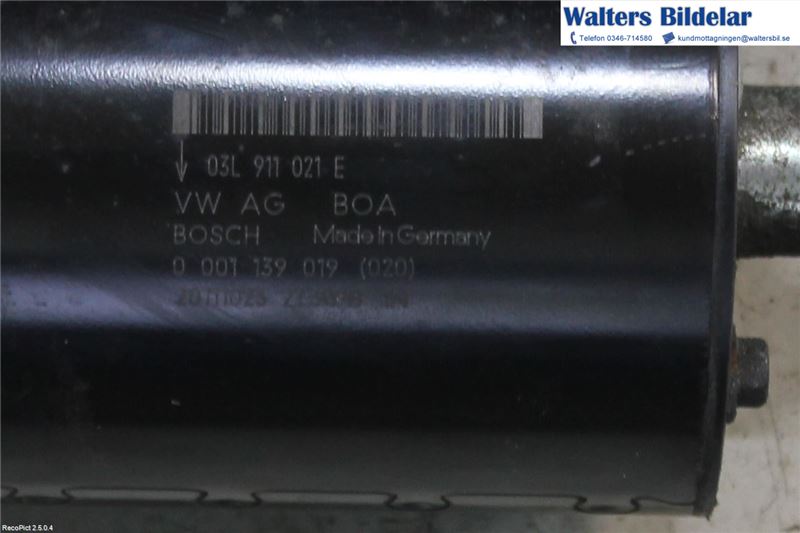 Walters Bildelar
Telefon 0346-714580 kundmottagningen@waltersbil.se
03L 911 021 E
VW AG BOA
BOSCH Made in Germany
0 001 139 019 (020)
RecoPict 2.5.0.4